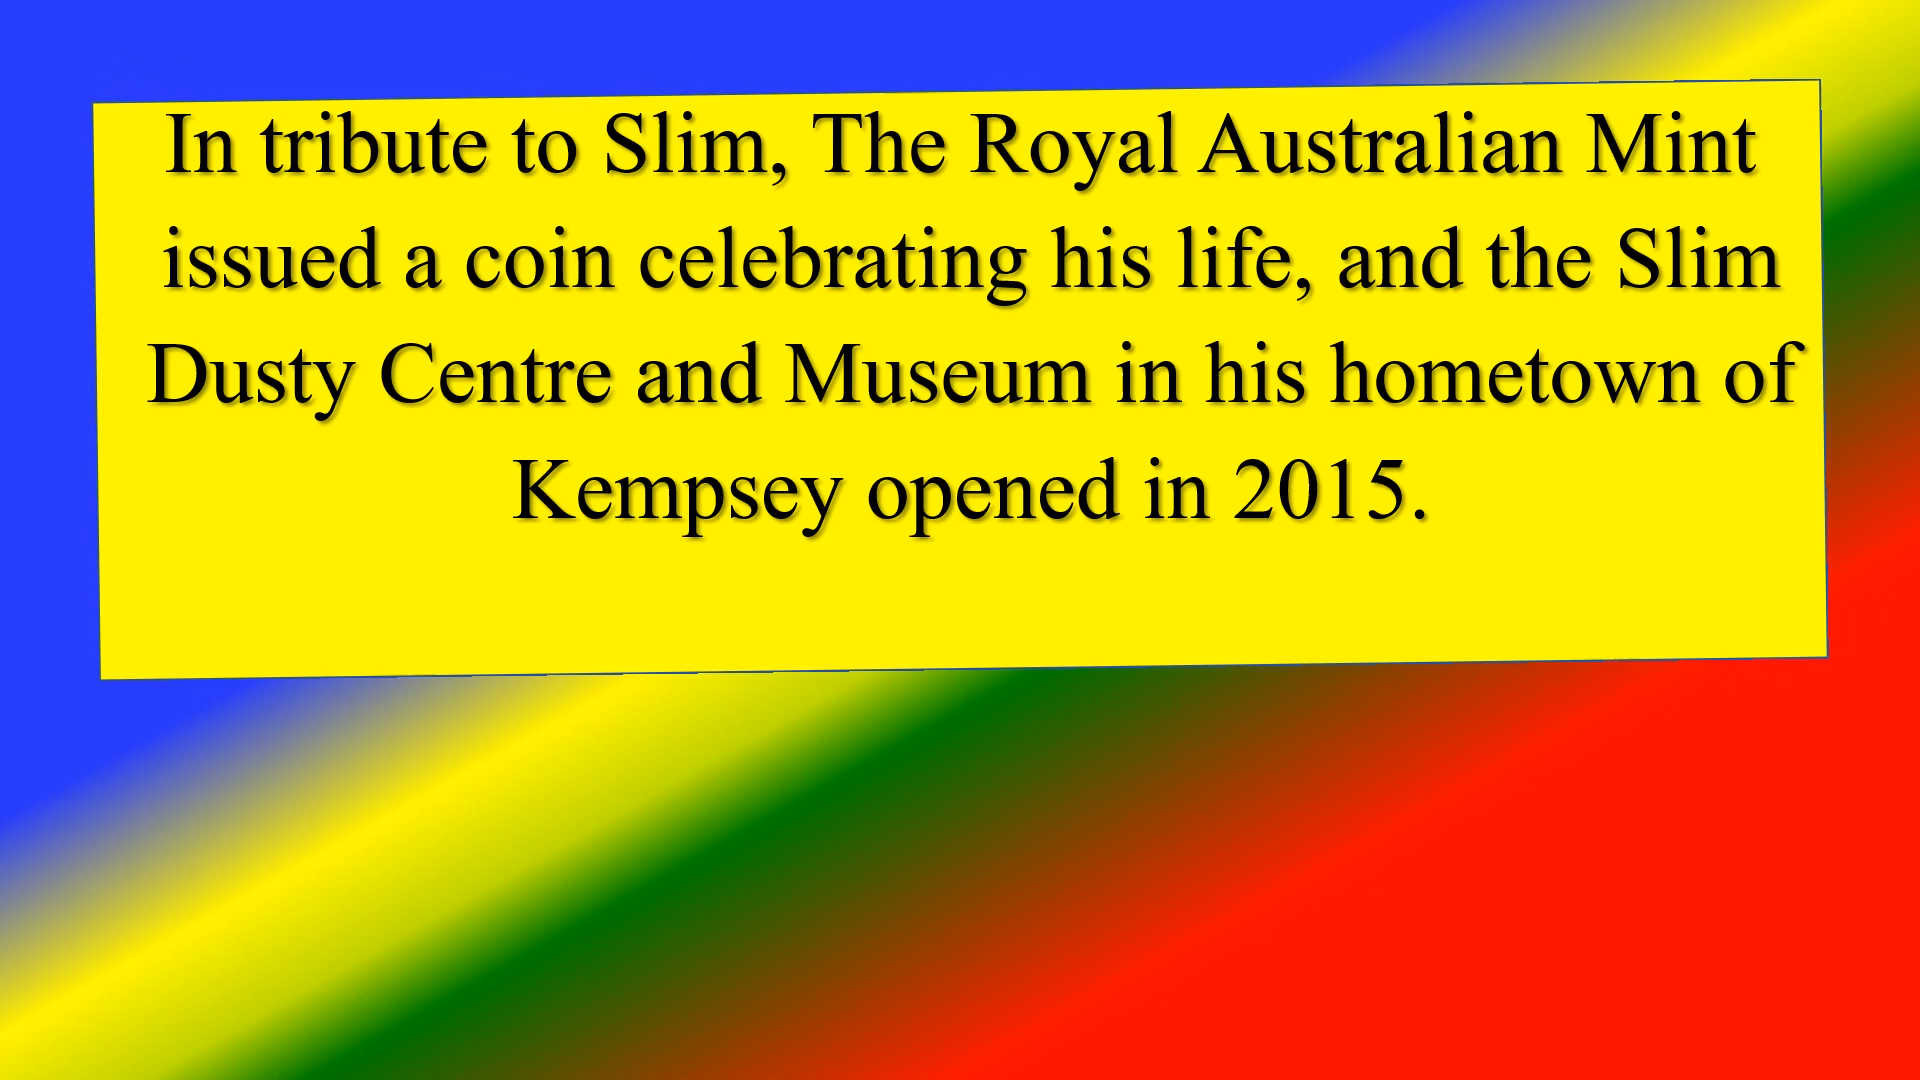 In tribute to Slim, The Royal Australian Mint
issued a coin celebrating his life, and the Slim
Dusty Centre and Museum in his hometown of
Kempsey opened in 2015.